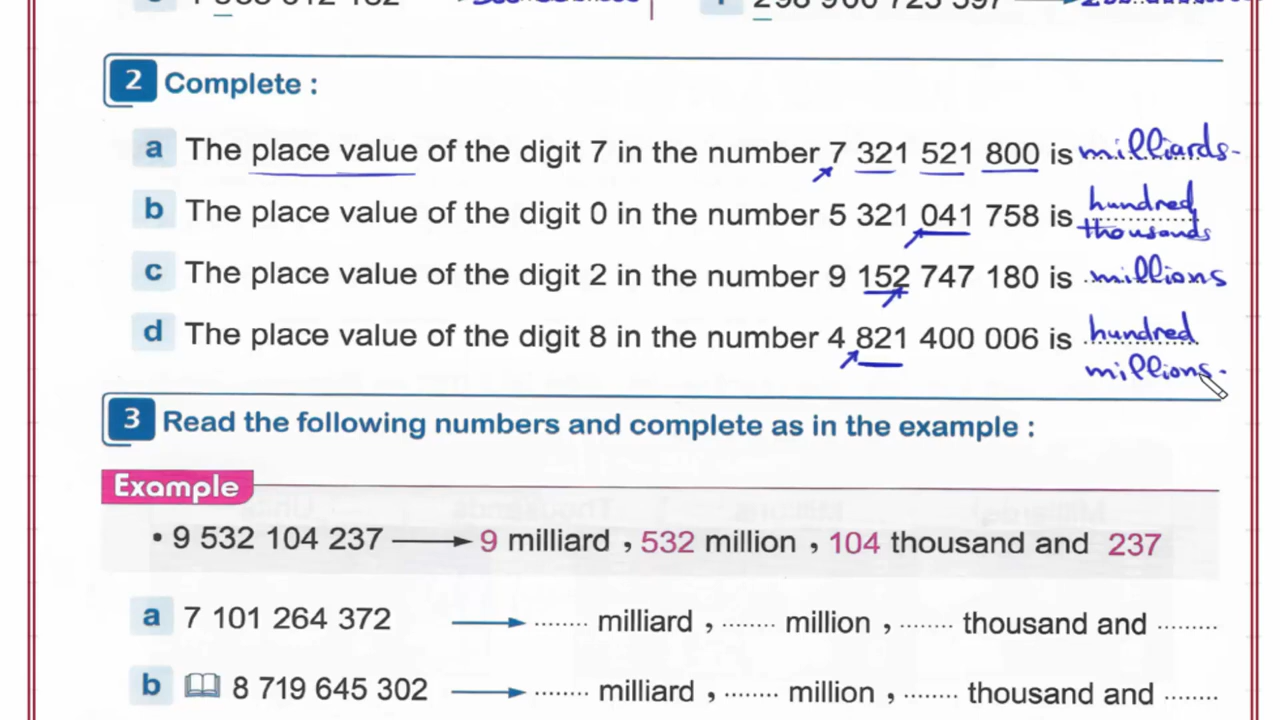 2 Complete :
a The place value of the digit 7 in the number 7 321 521 800 is milliards.
b The place value of the digit 0 in the number 5 321 041 758 is hundred thousands
c The place value of the digit 2 in the number 9 152 747 180 is millions
d The place value of the digit 8 in the number 4 821 400 006 is hundred millions.
3 Read the following numbers and complete as in the example :
Example
• 9 532 104 237 → 9 milliard , 532 million , 104 thousand and 237
a 7 101 264 372 → ........ milliard , ........ million , ........ thousand and ........
b 8 719 645 302 → ........ milliard , ........ million , ........ thousand and ........